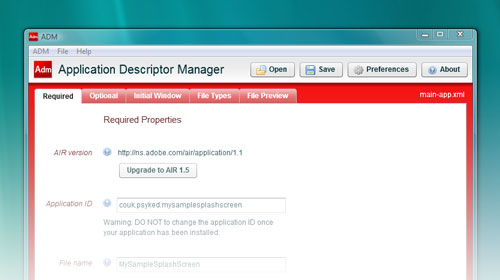 Adm ADM
ADM File Help
Adm Application Descriptor Manager Open Save Preferences About
Required Optional Initial Window File Types File Preview main-app.xml
Required Properties
AIR version http://ns.adobe.com/air/application/1.1
Upgrade to AIR 1.5
Application ID couk.psyked.mysamplesplashscreen
Warning: DO NOT to change the application ID once
your application has been installed.
File name MySampleSplashScreen